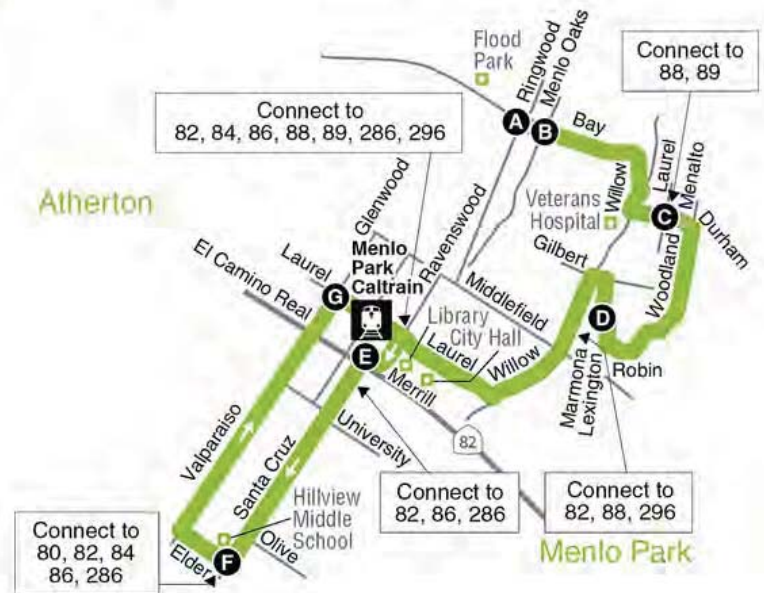 Flood
Park
Ringwood
Menlo Oaks
Connect to
88, 89
Connect to
82, 84, 86, 88, 89, 286, 296
A
B
Bay
Laurel
Menalto
Willow
C
Durham
Veterans
Hospital
Atherton
Glenwood
Ravenswood
Gilbert
Woodland
El Camino Real
Laurel
Menlo
Park
Caltrain
Middlefield
G
D
Library
City Hall
E
Laurel
Willow
Robin
Merrill
Marmona
Lexington
Valparaiso
University
82
Santa Cruz
Connect to
82, 86, 286
Connect to
82, 88, 296
Hillview
Middle
School
Connect to
80, 82, 84
86, 286
Elder
F
Olive
Menlo Park